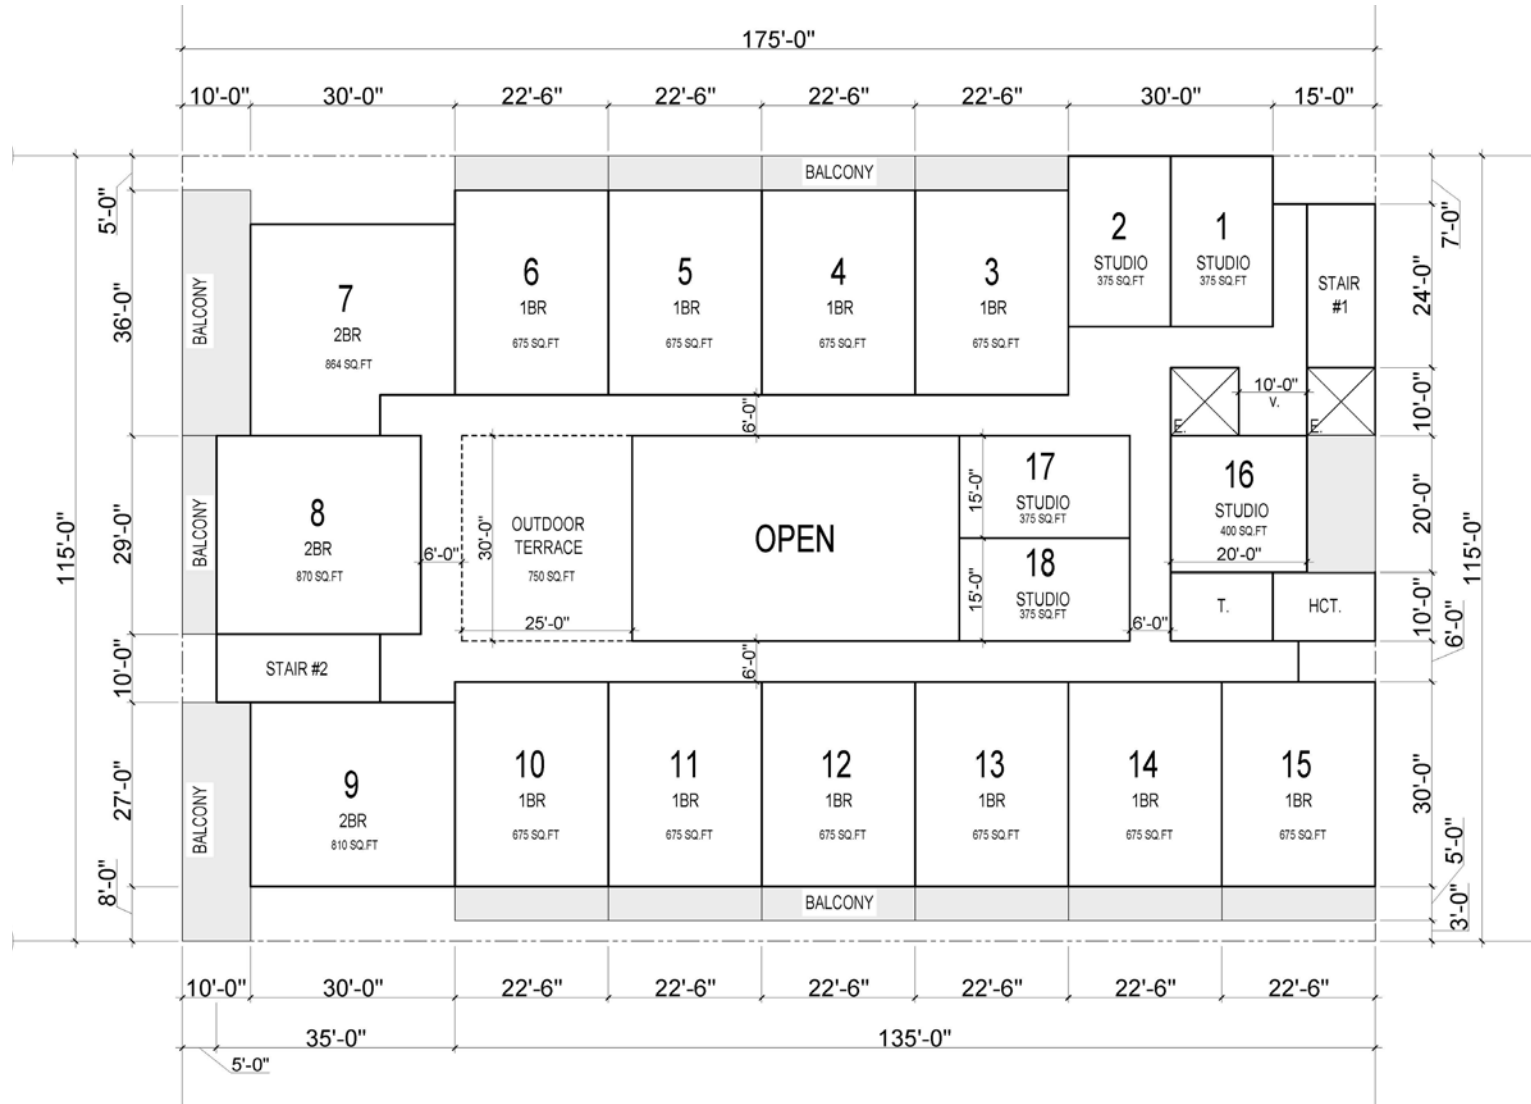 175'-0"
10'-0" 30'-0" 22'-6" 22'-6" 22'-6" 22'-6" 30'-0" 15'-0"
5'-0"
36'-0"
29'-0"
10'-0"
27'-0"
8'-0"
115'-0"
BALCONY
BALCONY
BALCONY
BALCONY
7
2BR
864 SQ.FT
6
1BR
675 SQ.FT
5
1BR
675 SQ.FT
4
1BR
675 SQ.FT
3
1BR
675 SQ.FT
2
STUDIO
375 SQ.FT
1
STUDIO
375 SQ.FT
STAIR
#1
7'-0"
24'-0"
10'-0"
20'-0"
10'-0"
6'-0"
30'-0"
5'-0"
3'-0"
115'-0"
E.
10'-0"
V.
E.
6'-0"
8
2BR
870 SQ.FT
6'-0"
30'-0"
OUTDOOR
TERRACE
750 SQ.FT
25'-0"
OPEN
15'-0"
17
STUDIO
375 SQ.FT
15'-0"
18
STUDIO
375 SQ.FT
6'-0"
16
STUDIO
400 SQ.FT
20'-0"
T.
HCT.
STAIR #2
6'-0"
9
2BR
810 SQ.FT
10
1BR
675 SQ.FT
11
1BR
675 SQ.FT
12
1BR
675 SQ.FT
13
1BR
675 SQ.FT
14
1BR
675 SQ.FT
15
1BR
675 SQ.FT
BALCONY
10'-0" 30'-0" 22'-6" 22'-6" 22'-6" 22'-6" 22'-6" 22'-6"
35'-0" 135'-0"
5'-0"